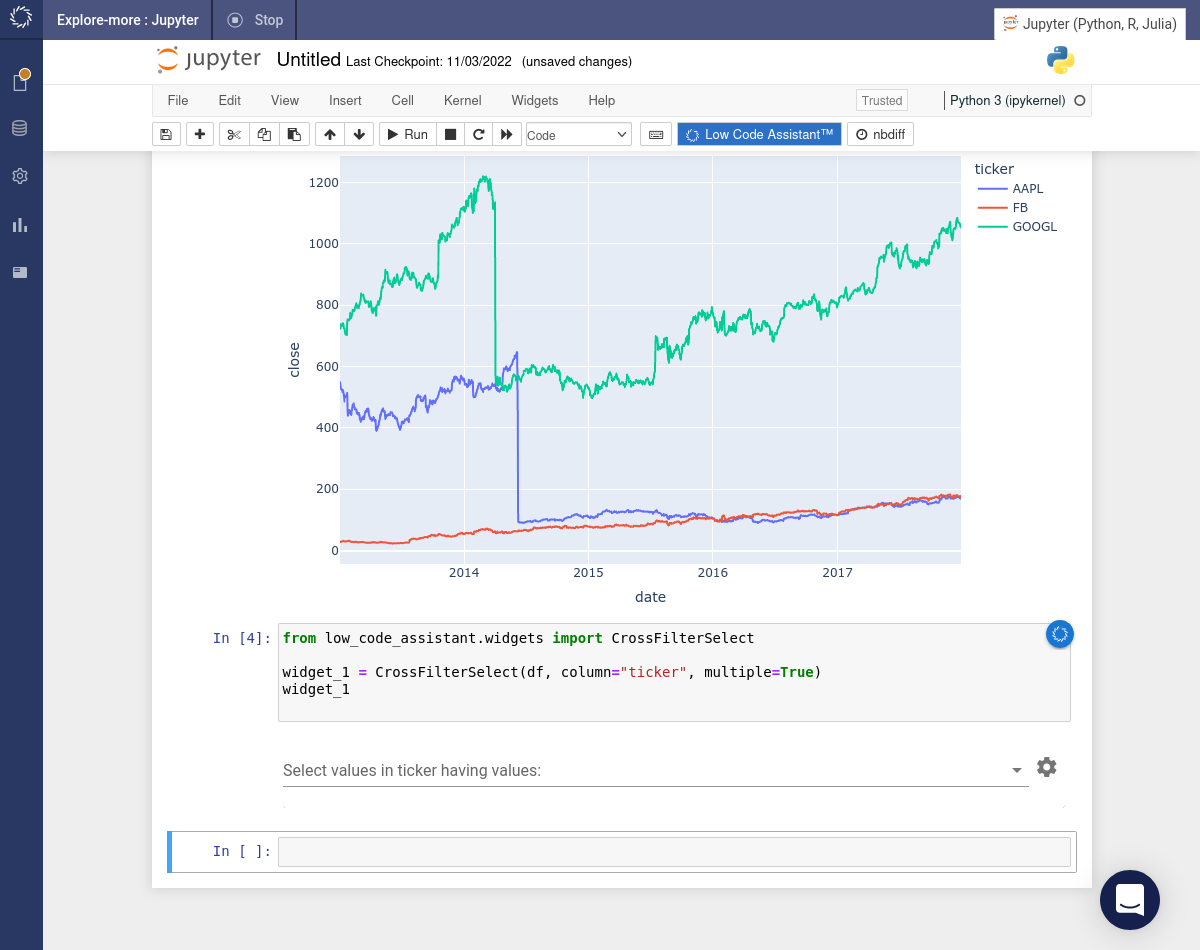 Explore-more : Jupyter Stop
Jupyter (Python, R, Julia)
jupyter Untitled Last Checkpoint: 11/03/2022 (unsaved changes)
File Edit View Insert Cell Kernel Widgets Help Trusted Python 3 (ipykernel)
Run Code Low Code Assistant™ nbdiff
ticker
AAPL
FB
GOOGL
1200
1000
800
600
400
200
0
close
2014 2015 2016 2017
date
In [4]: from low_code_assistant.widgets import CrossFilterSelect
widget_1 = CrossFilterSelect(df, column="ticker", multiple=True)
widget_1
Select values in ticker having values:
In [ ]: